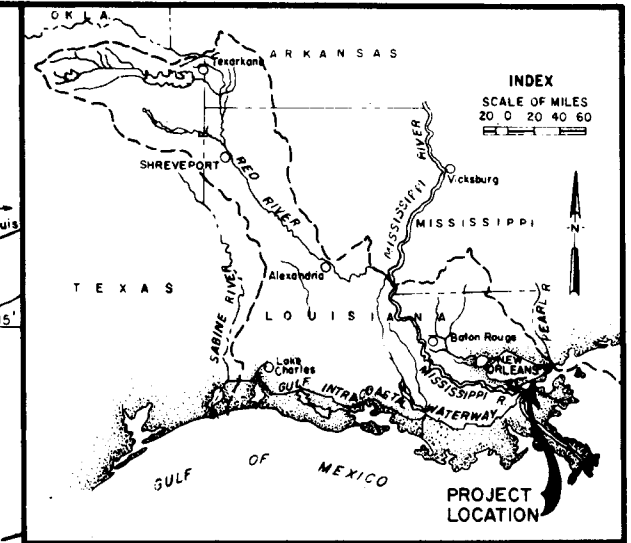 OKLA.
ARKANSAS
Texarkana
INDEX
SCALE OF MILES
20 0 20 40 60
SHREVEPORT
RED RIVER
MISSISSIPPI RIVER
Vicksburg
MISSISSIPPI
-N-
uis
15'
TEXAS
SABINE RIVER
Alexandria
LOUISIANA
PEARL R
Baton Rouge
NEW
ORLEANS
Lake
Charles
MISSISSIPPI R
GULF INTRACOASTAL WATERWAY
GULF OF MEXICO
PROJECT
LOCATION